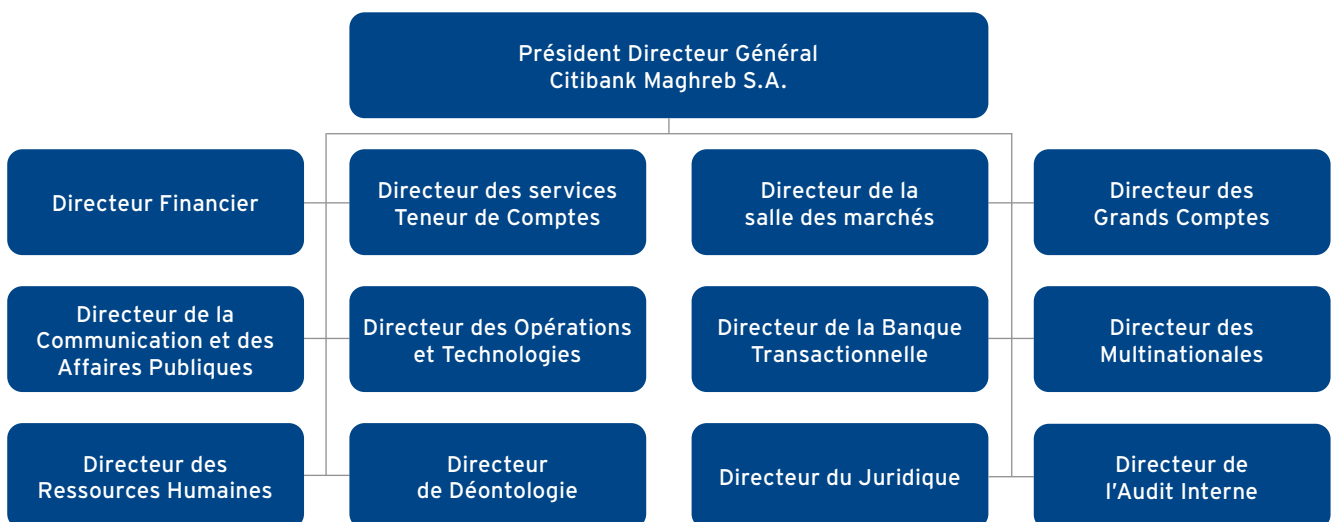 Président Directeur Général
Citibank Maghreb S.A.
Directeur Financier
Directeur des services
Teneur de Comptes
Directeur de la
salle des marchés
Directeur des
Grands Comptes
Directeur de la
Communication et des
Affaires Publiques
Directeur des Opérations
et Technologies
Directeur de la Banque
Transactionnelle
Directeur des
Multinationales
Directeur des
Ressources Humaines
Directeur
de Déontologie
Directeur du Juridique
Directeur de
l'Audit Interne